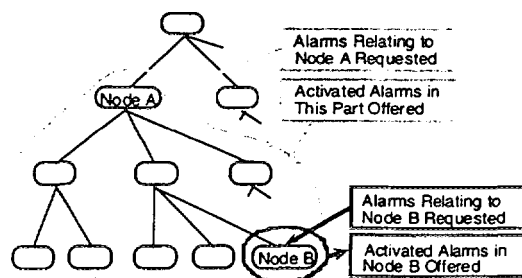 Alarms Relating to
Node A Requested
Node A
Activated Alarms in
This Part Offered
Alarms Relating to
Node B Requested
Node B
Activated Alarms in
Node B Offered